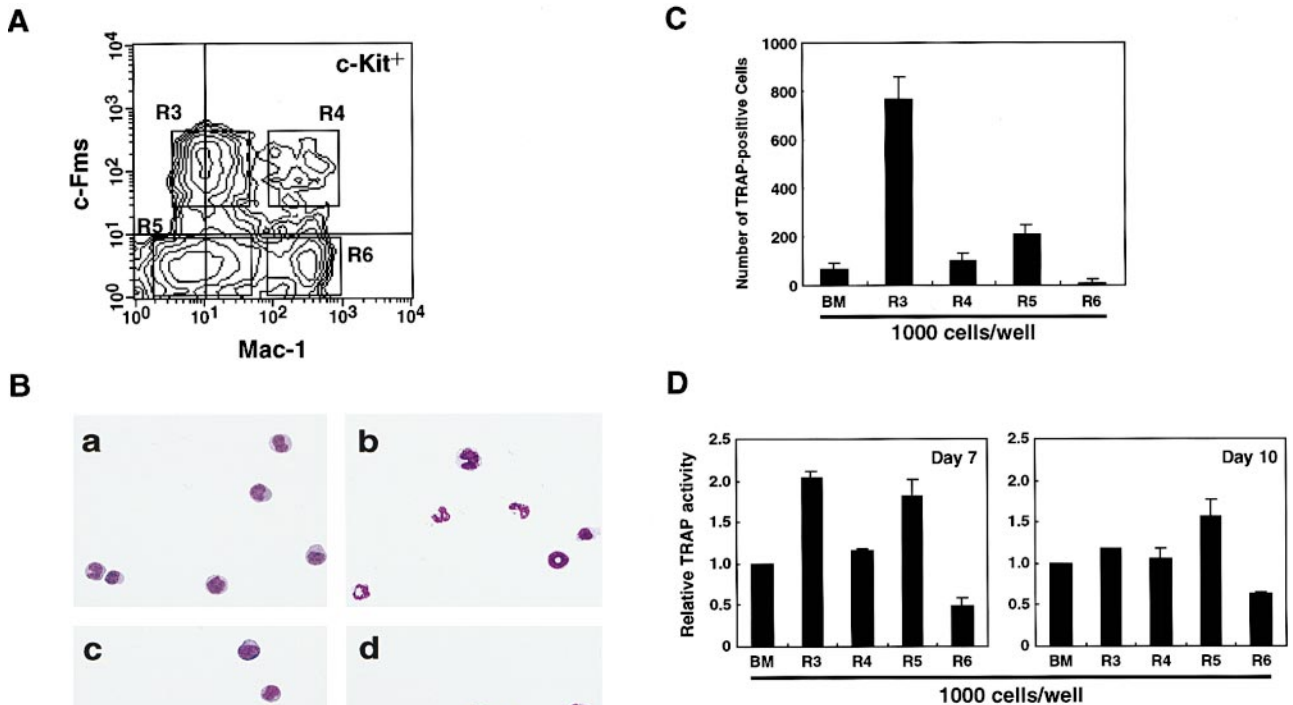 A
c-Kit+
R3
R4
R5
R6
c-Fms
10^4
10^3
10^2
10^1
10^0
10^0 10^1 10^2 10^3 10^4
Mac-1
B
a
b
c
d
C
Number of TRAP-positive Cells
1000
800
600
400
200
0
BM R3 R4 R5 R6
1000 cells/well
D
Relative TRAP activity
2.5
2.0
1.5
1.0
0.5
0
Day 7
BM R3 R4 R5 R6
2.5
2.0
1.5
1.0
0.5
0
Day 10
BM R3 R4 R5 R6
1000 cells/well